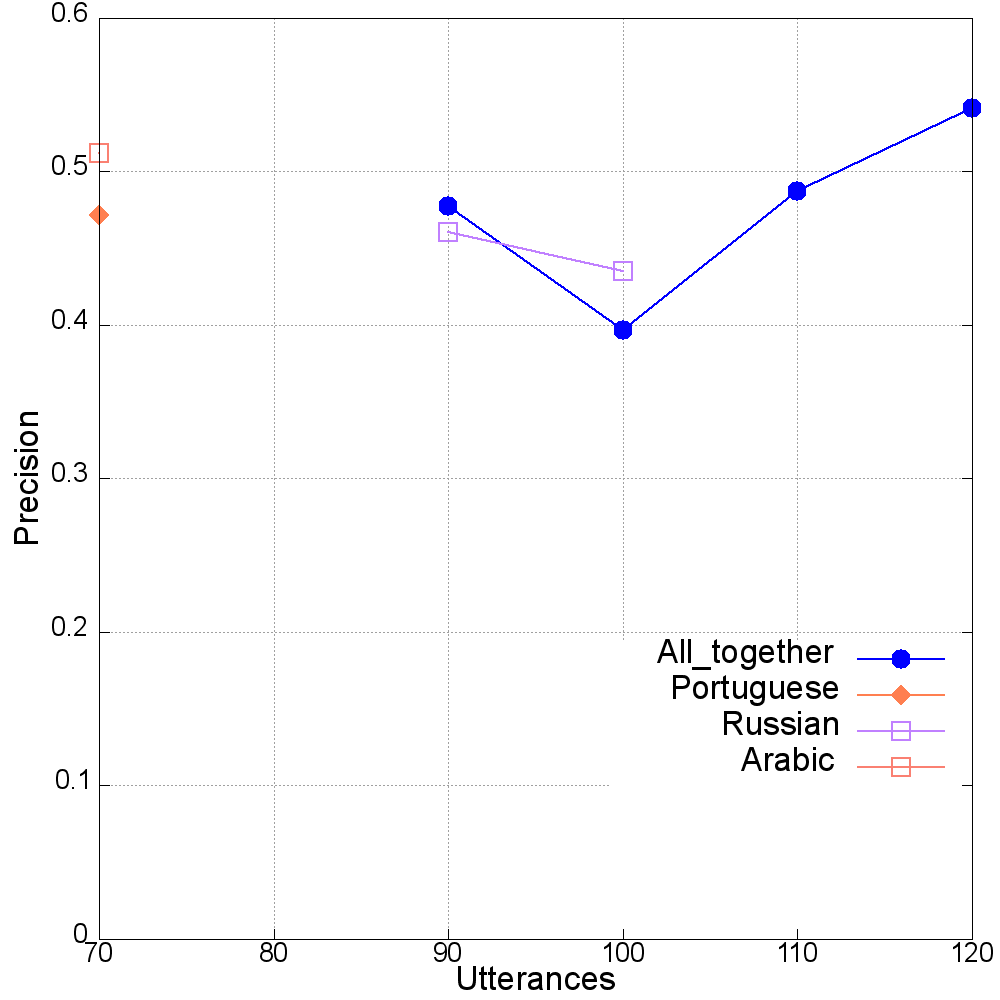 0.6
0.5
0.4
0.3
0.2
0.1
0
Precision
70 80 90 100 110 120
Utterances
All_together
Portuguese
Russian
Arabic